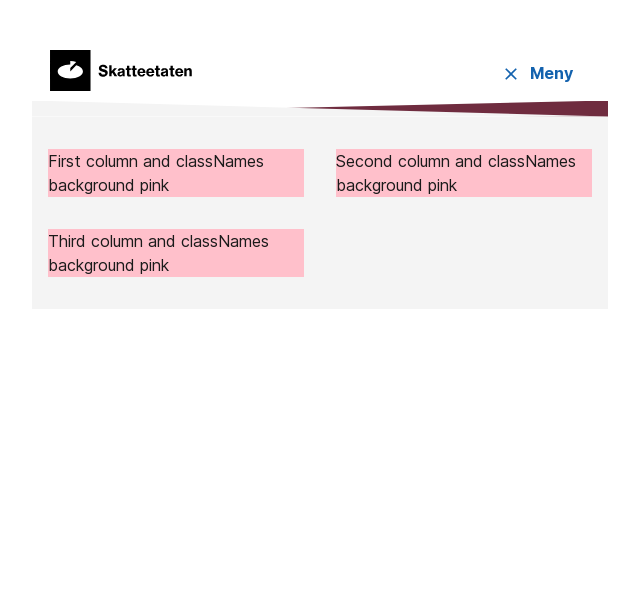 Skatteetaten
Meny
First column and classNames
background pink
Second column and classNames
background pink
Third column and classNames
background pink